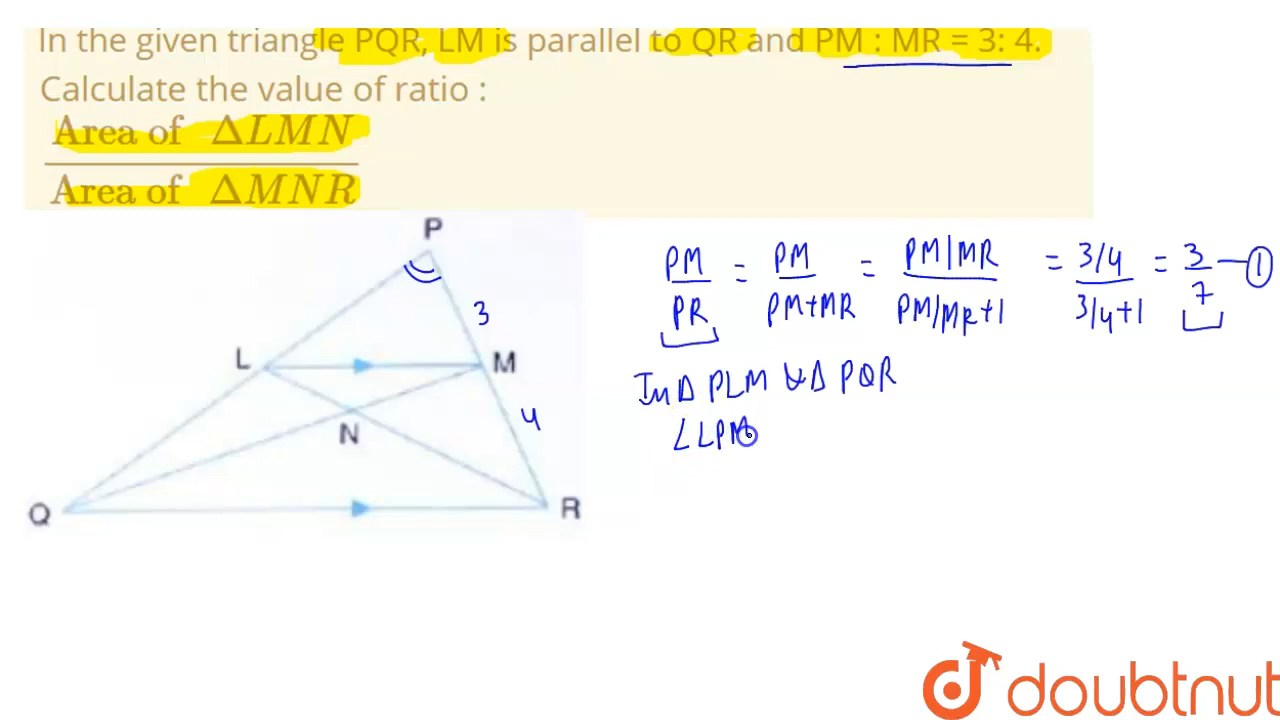 In the given triangle PQR, LM is parallel to QR and PM : MR = 3: 4.
Calculate the value of ratio :
Area of ΔLMN
Area of ΔMNR
P
L
M
N
Q
R
3
4
PM/PR = PM/PM+MR = PM/MR/PM/MR+1 = 3/4/3/4+1 = 3/7 — ①
In Δ PLM & Δ PQR
∠LPM
doubtnut